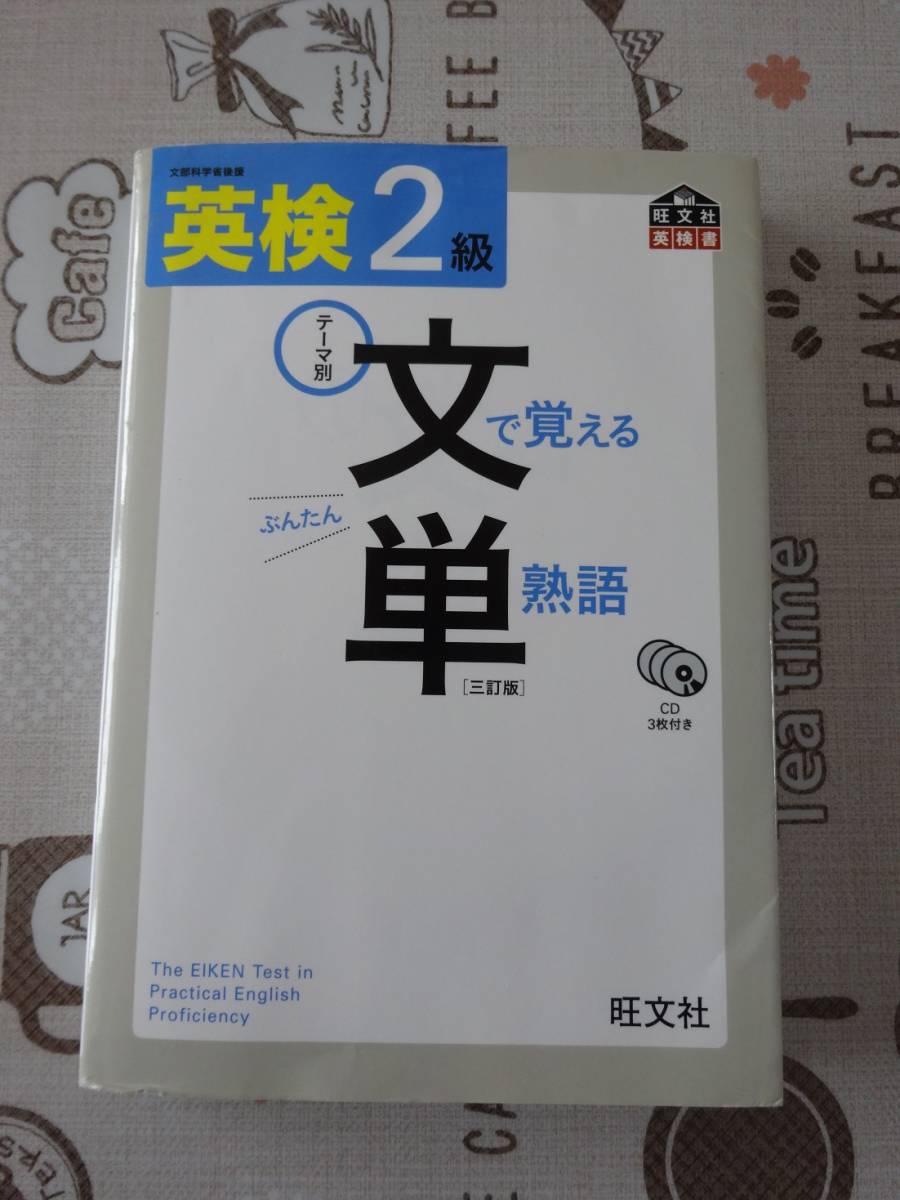 文部科学省後援
英検2級
旺文社
英検書
テーマ別
文で覚える
ぶんたん
単熟語
[三訂版]
CD
3枚付き
The EIKEN Test in
Practical English
Proficiency
旺文社
Cafe
BREAKFAST
Tea time
JAR